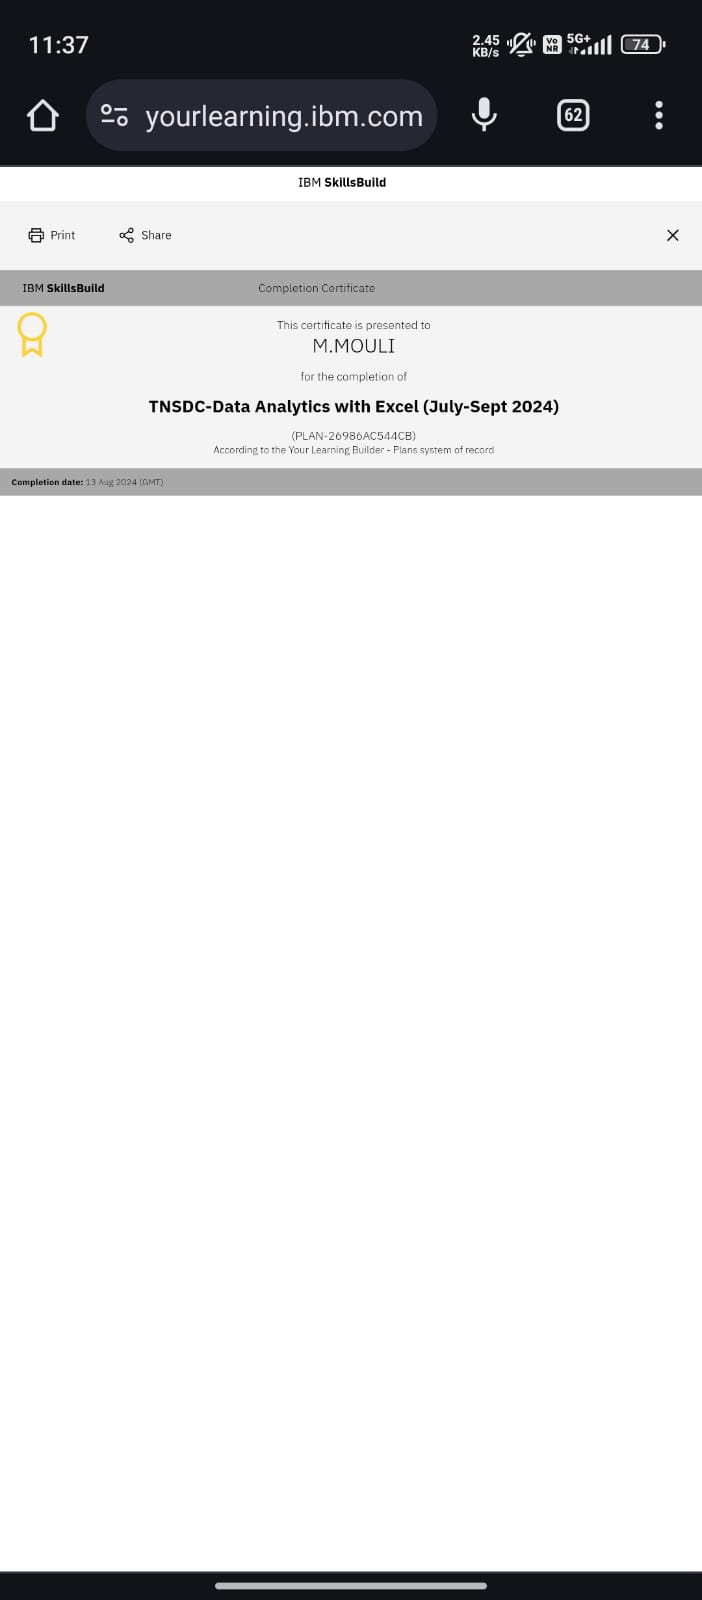 11:37
2.45 KB/s
Vo NR
5G+
74
yourlearning.ibm.com
62
IBM SkillsBuild
Print
Share
IBM SkillsBuild
Completion Certificate
This certificate is presented to
M.MOULI
for the completion of
TNSDC-Data Analytics with Excel (July-Sept 2024)
(PLAN-26986AC544CB)
According to the Your Learning Builder - Plans system of record
Completion date: 13 Aug 2024 (GMT)